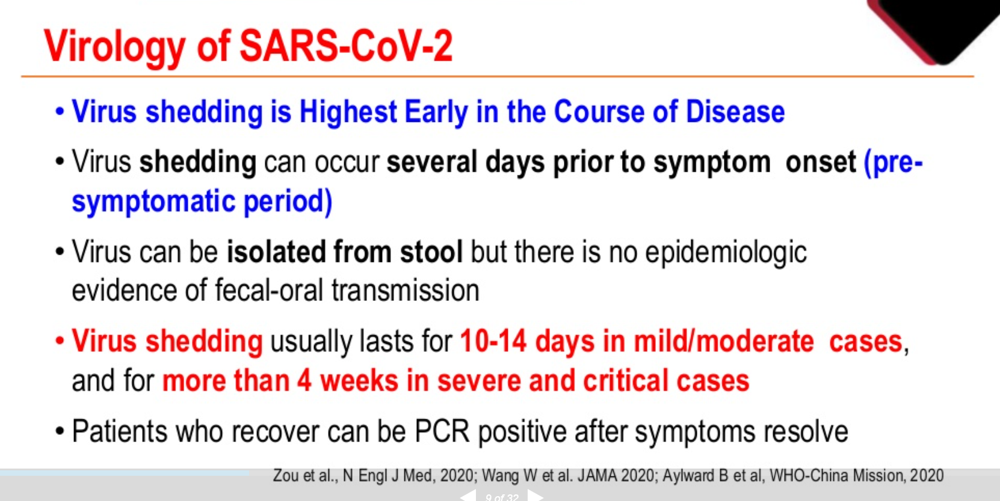 Virology of SARS-CoV-2
• Virus shedding is Highest Early in the Course of Disease
• Virus shedding can occur several days prior to symptom onset (pre-
symptomatic period)
• Virus can be isolated from stool but there is no epidemiologic
evidence of fecal-oral transmission
• Virus shedding usually lasts for 10-14 days in mild/moderate cases,
and for more than 4 weeks in severe and critical cases
• Patients who recover can be PCR positive after symptoms resolve
Zou et al., N Engl J Med, 2020; Wang W et al. JAMA 2020; Aylward B et al, WHO-China Mission, 2020
9 of 32